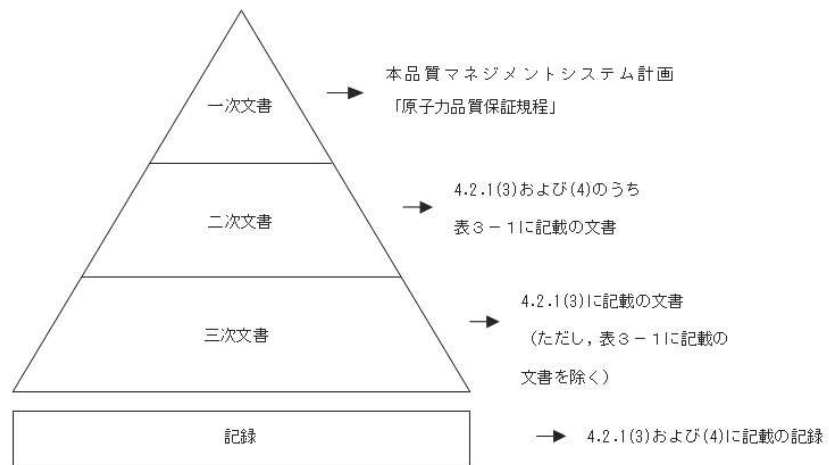 一次文書
本品質マネジメントシステム計画
「原子力品質保証規程」
二次文書
4.2.1(3)および(4)のうち
表3-1に記載の文書
三次文書
4.2.1(3)に記載の文書
(ただし，表3-1に記載の
文書を除く)
記録
4.2.1(3)および(4)に記載の記録